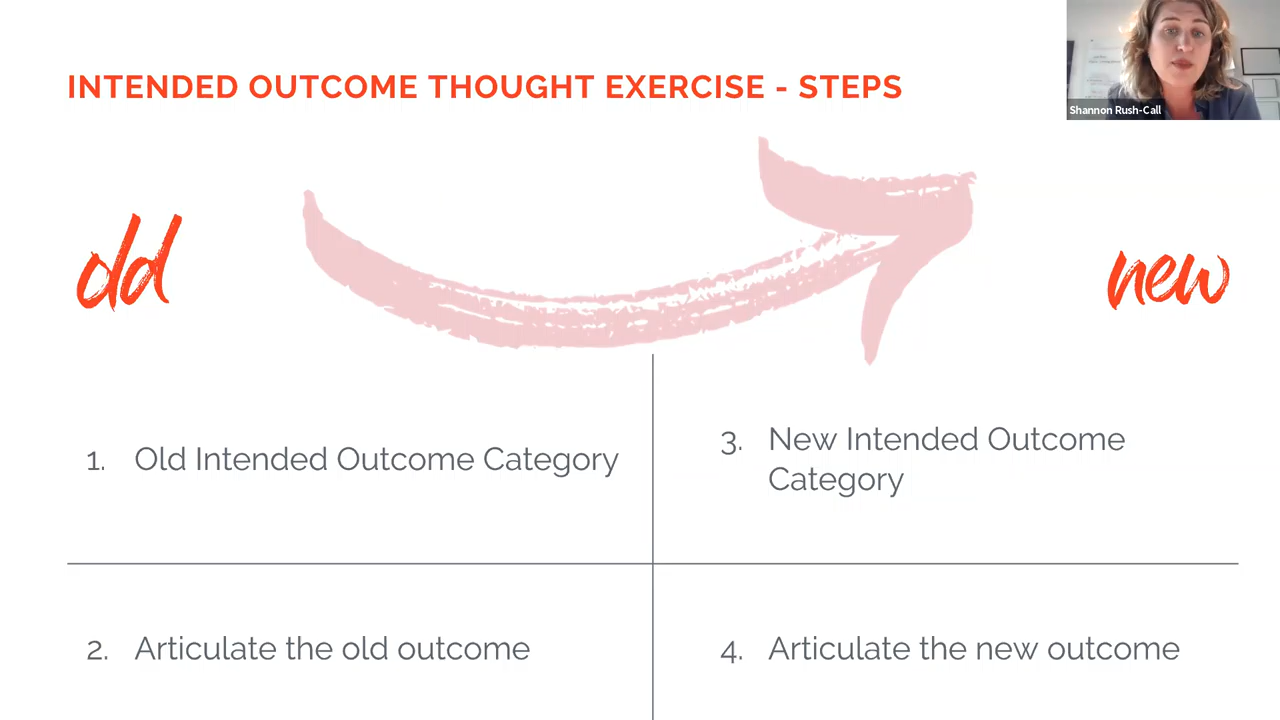 INTENDED OUTCOME THOUGHT EXERCISE - STEPS
Shannon Rush-Call
old
new
1. Old Intended Outcome Category
2. Articulate the old outcome
3. New Intended Outcome
Category
4. Articulate the new outcome